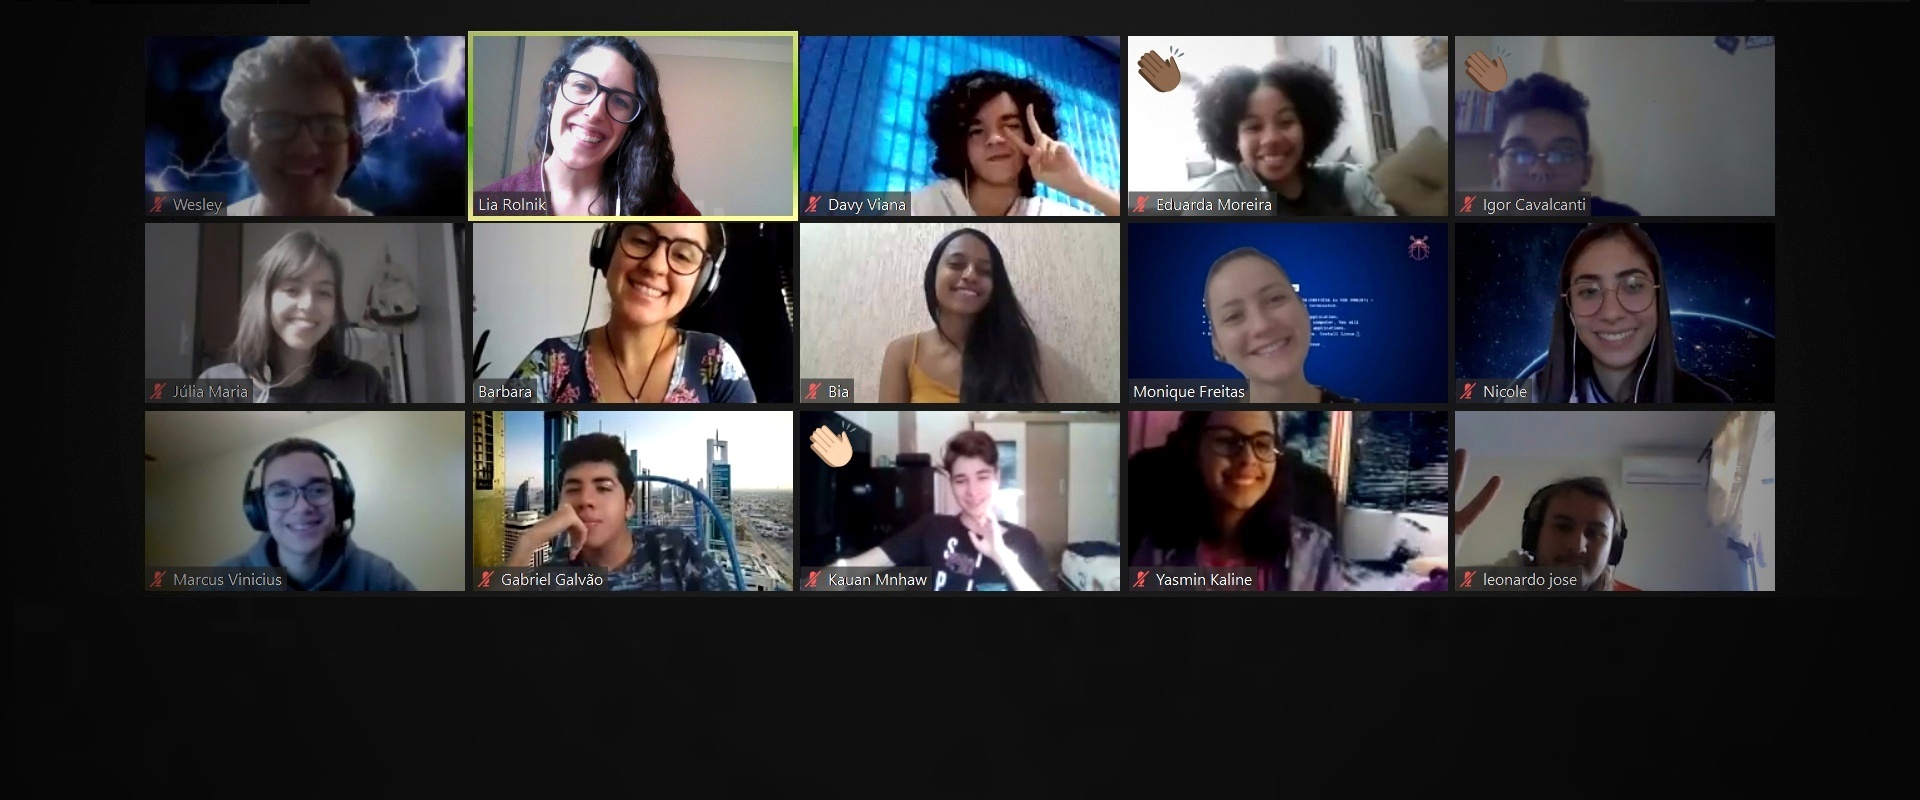 Wesley
Lia Rolnik
Davy Viana
Eduarda Moreira
Igor Cavalcanti
Júlia Maria
Barbara
Bia
Monique Freitas
Nicole
Marcus Vinicius
Gabriel Galvão
Kauan Mnhaw
Yasmin Kaline
leonardo jose